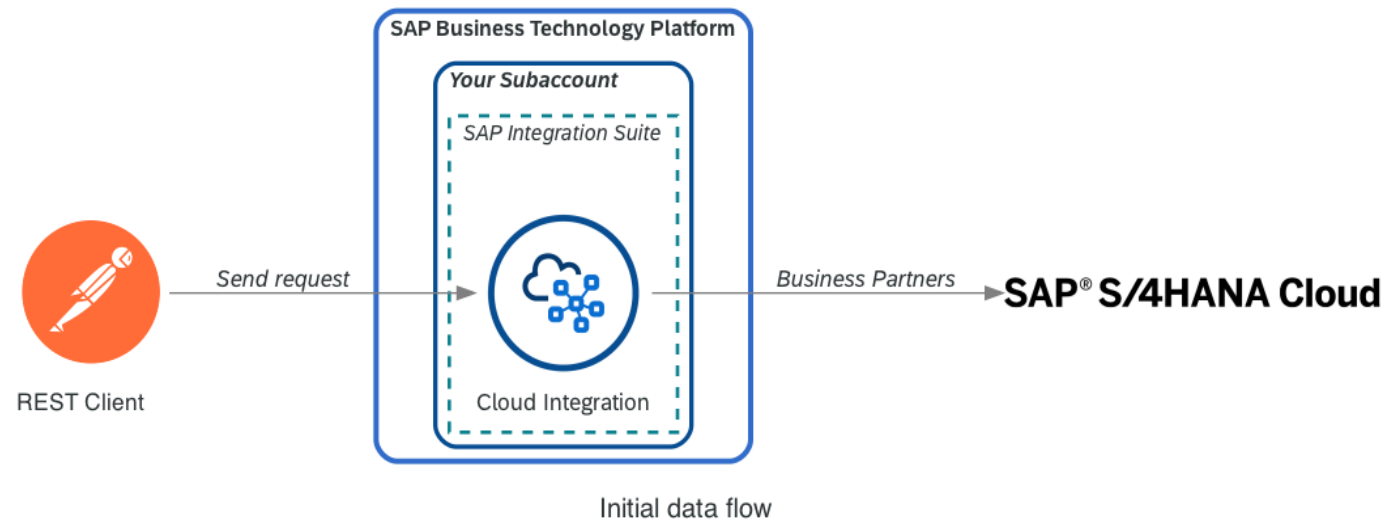 SAP Business Technology Platform
Your Subaccount
SAP Integration Suite
Send request
Business Partners
SAP® S/4HANA Cloud
REST Client
Cloud Integration
Initial data flow